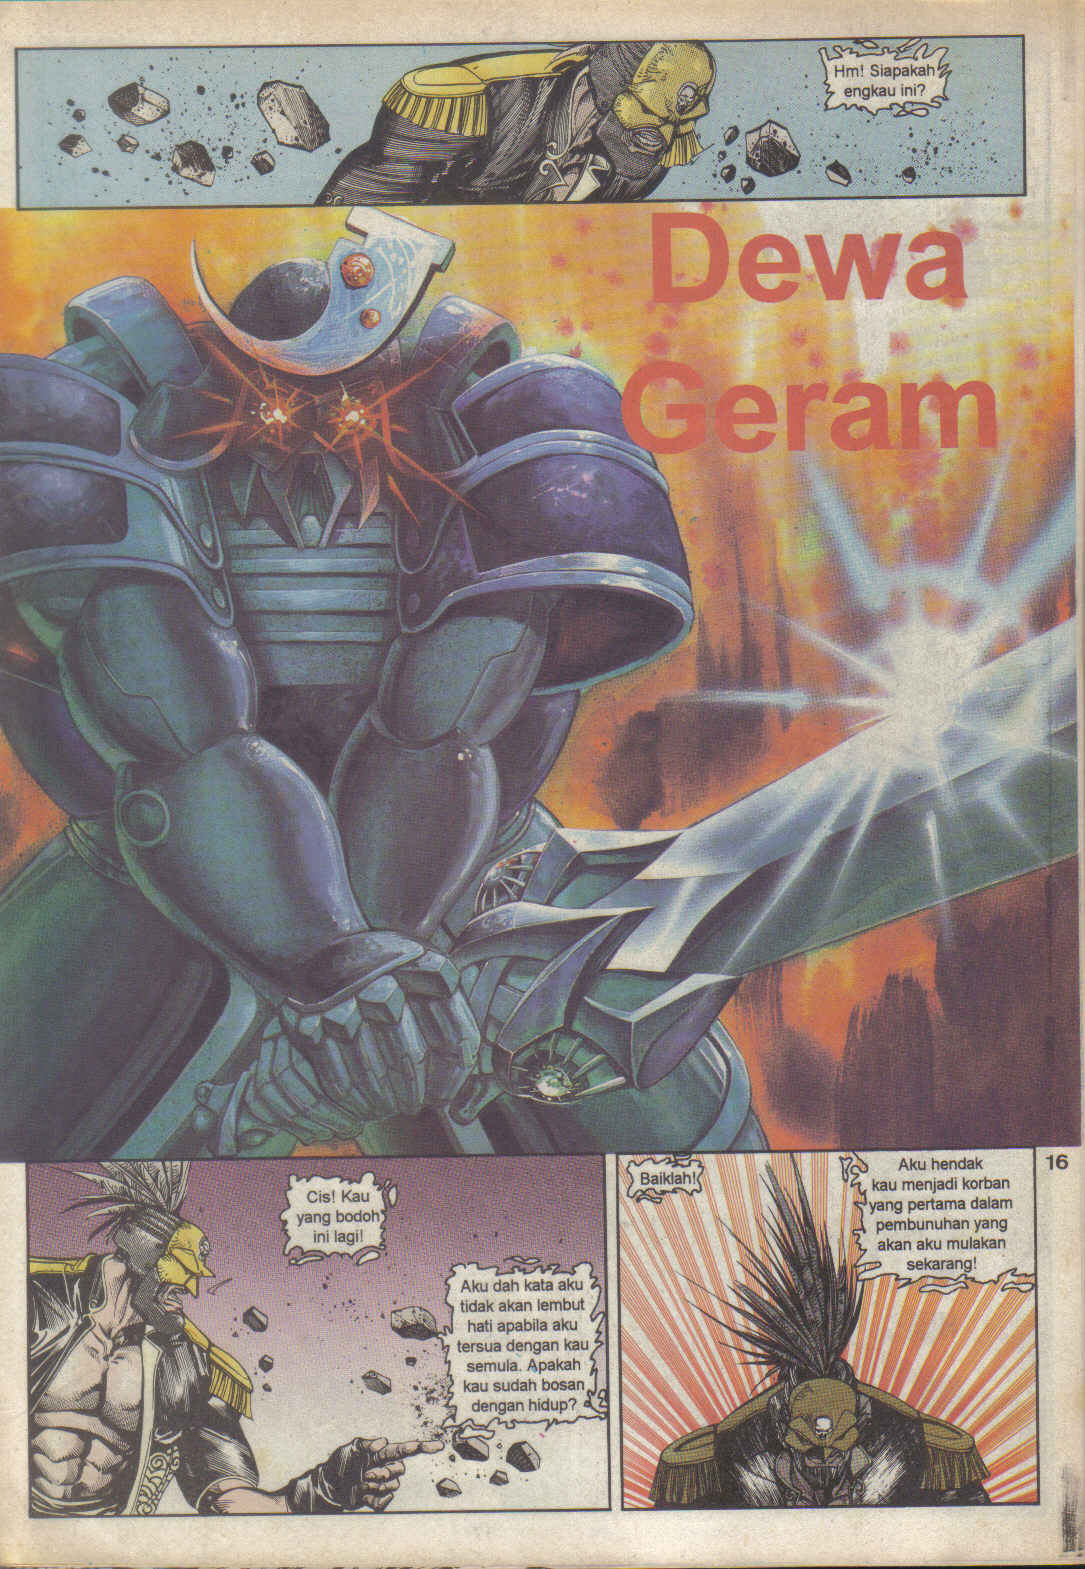 Hm! Siapakah
engkau ini?
Dewa
Geram
Cis! Kau
yang bodoh
ini lagi!
Aku dah kata aku
tidak akan lembut
hati apabila aku
tersua dengan kau
semula. Apakah
kau sudah bosan
dengan hidup?
Baiklah!
Aku hendak
kau menjadi korban
yang pertama dalam
pembunuhan yang
akan aku mulakan
sekarang!
16